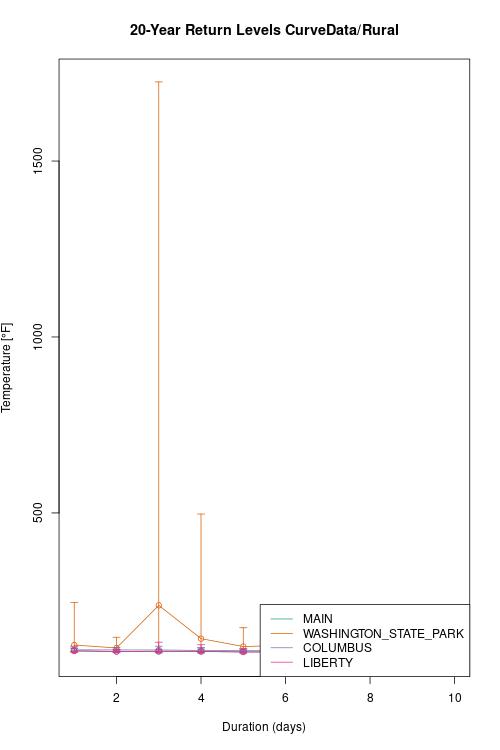 20-Year Return Levels CurveData/Rural
Temperature [°F]
1500
1000
500
MAIN
WASHINGTON_STATE_PARK
COLUMBUS
LIBERTY
2 4 6 8 10
Duration (days)